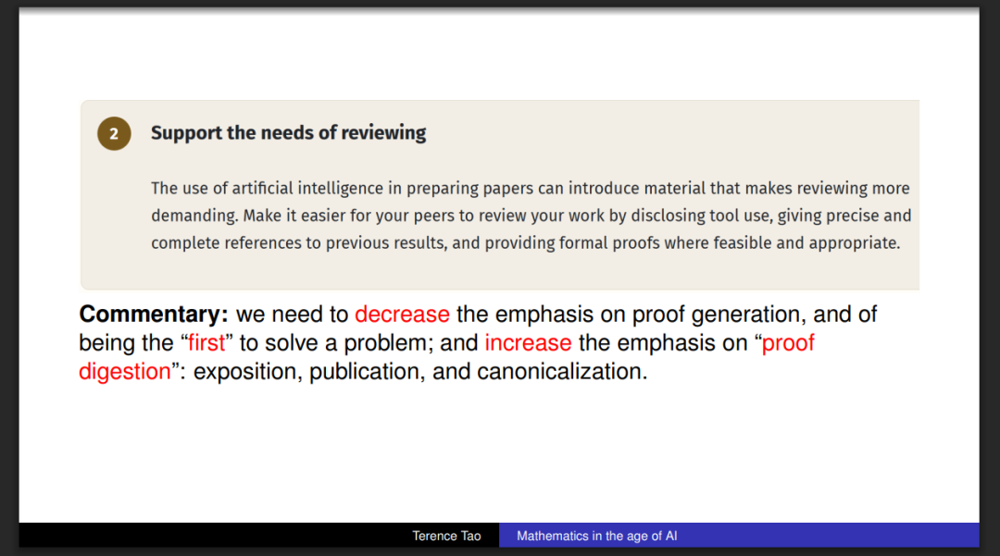 2
Support the needs of reviewing
The use of artificial intelligence in preparing papers can introduce material that makes reviewing more
demanding. Make it easier for your peers to review your work by disclosing tool use, giving precise and
complete references to previous results, and providing formal proofs where feasible and appropriate.
Commentary: we need to decrease the emphasis on proof generation, and of
being the “first” to solve a problem; and increase the emphasis on “proof
digestion”: exposition, publication, and canonicalization.
Terence Tao
Mathematics in the age of AI